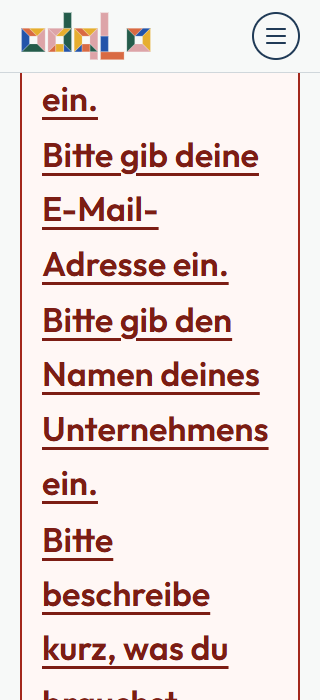 adaLo
ein.
Bitte gib deine
E-Mail-
Adresse ein.
Bitte gib den
Namen deines
Unternehmens
ein.
Bitte
beschreibe
kurz, was du